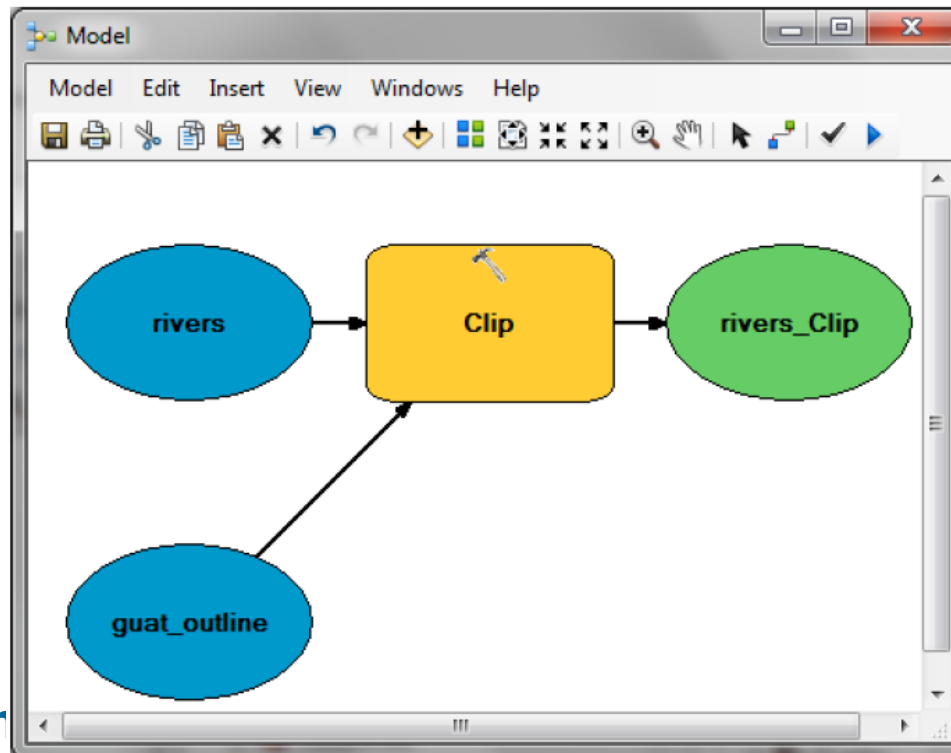 Model
Model Edit Insert View Windows Help
rivers
Clip
rivers_Clip
guat_outline